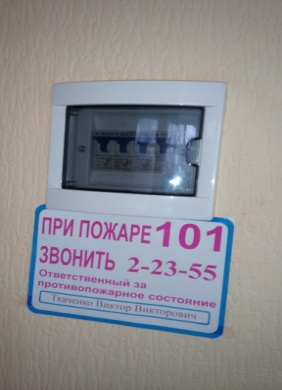 ПРИ ПОЖАРЕ 101
ЗВОНИТЬ 2-23-55
Ответственный за
противопожарное состояние
Ткаченко Виктор Викторович